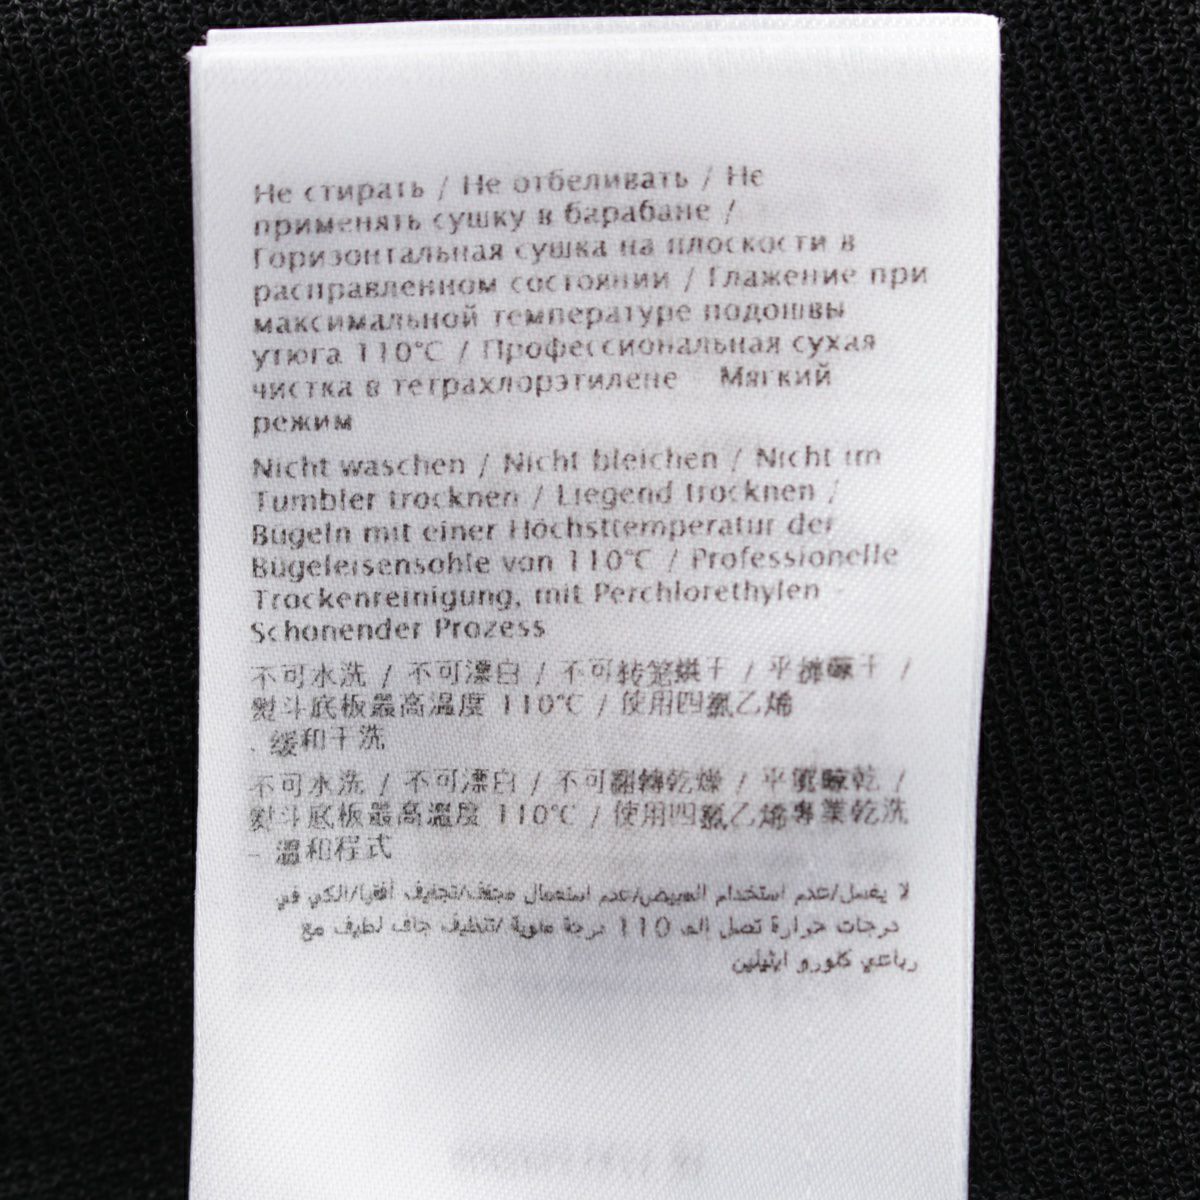 Не стирать / Не отбеливать / Не
применять сушку в барабане /
Горизонтальная сушка на плоскости в
расправленном состоянии / Глажение при
максимальной температуре подошвы
утюга 110°C / Профессиональная сухая
чистка в тетрахлорэтилене - Мягкий
режим
Nicht waschen / Nicht bleichen / Nicht im
Tumbler trocknen / Liegend trocknen /
Bügeln mit einer Höchsttemperatur der
Bügeleisensohle von 110°C / Professionelle
Trockenreinigung, mit Perchlorethylen -
Schonender Prozess
不可水洗 / 不可漂白 / 不可转笼烘干 / 平摊晾干 /
熨斗底板最高温度 110°C / 使用四氯乙烯
- 缓和干洗
不可水洗 / 不可漂白 / 不可翻轉乾燥 / 平置晾乾 /
熨斗底板最高溫度 110°C / 使用四氯乙烯專業乾洗
- 溫和程式
لا يغسل/عدم استخدام المبيض/عدم استعمال مجفف/تجفيف أفقيا/الكي في
درجات حرارة تصل إلى 110 درجة مئوية /تنظيف جاف لطيف مع
رباعي كلورو ايثيلين